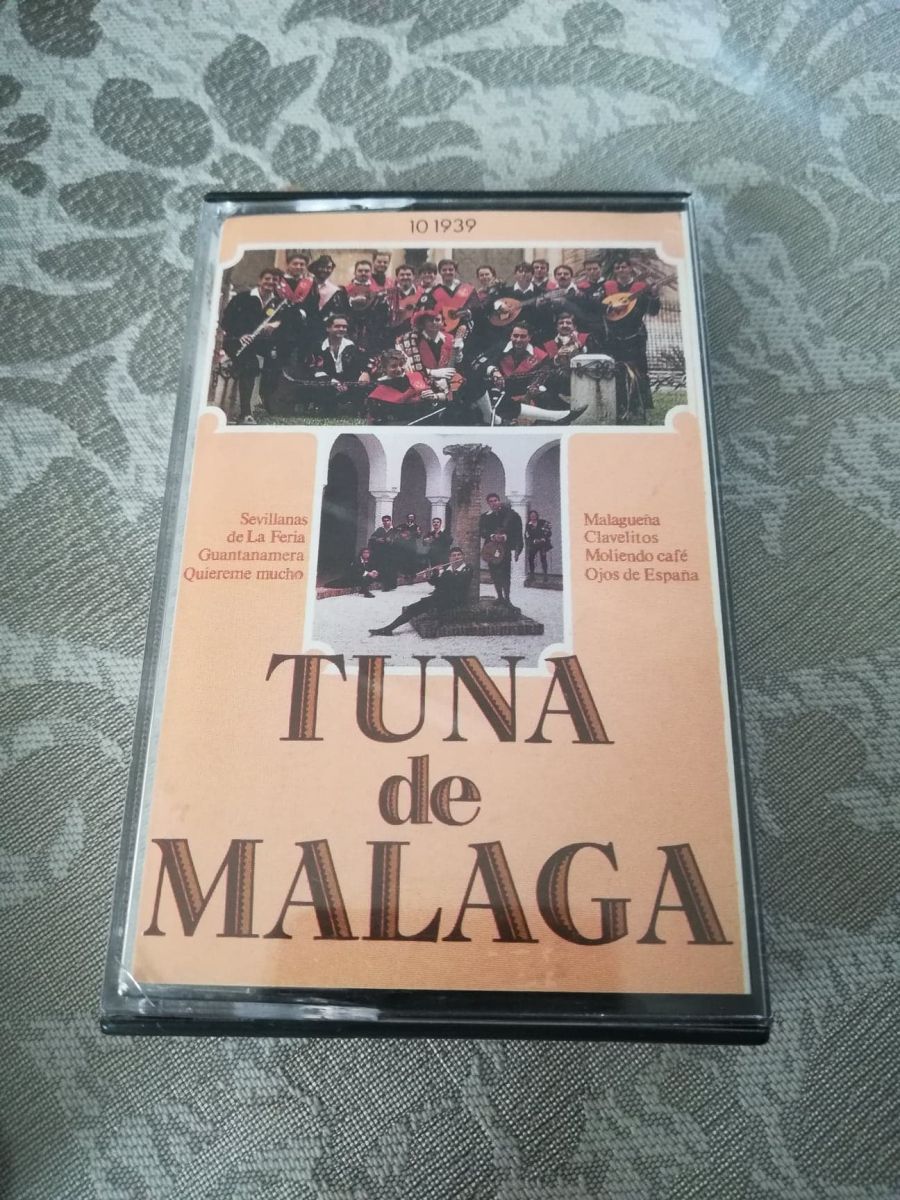 10 1939
Sevillanas
de La Feria
Guantanamera
Quiereme mucho
Malagueña
Clavelitos
Moliendo café
Ojos de España
TUNA
de
MALAGA